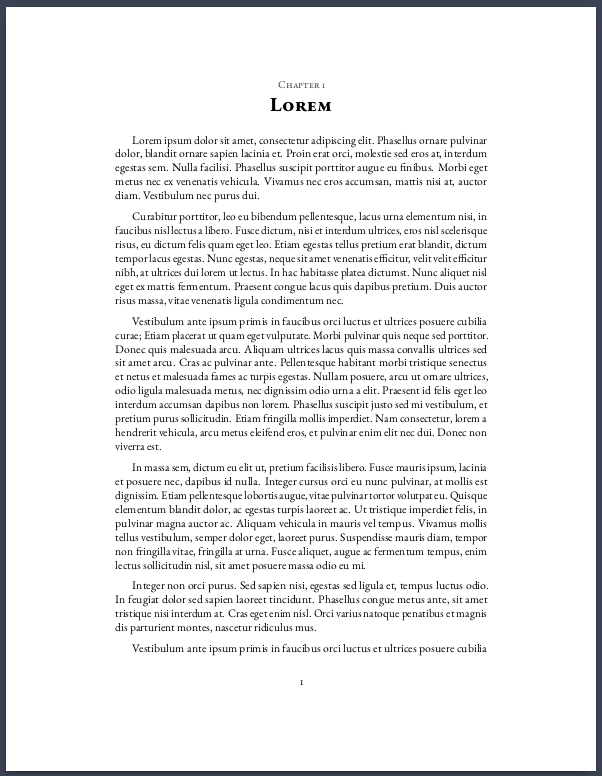 Chapter 1
Lorem
Lorem ipsum dolor sit amet, consectetur adipiscing elit. Phasellus ornare pulvinar
dolor, blandit ornare sapien lacinia et. Proin erat orci, molestie sed eros at, interdum
egestas sem. Nulla facilisi. Phasellus suscipit porttitor augue eu finibus. Morbi eget
metus nec ex venenatis vehicula. Vivamus nec eros accumsan, mattis nisi at, auctor
diam. Vestibulum nec purus dui.
Curabitur porttitor, leo eu bibendum pellentesque, lacus urna elementum nisi, in
faucibus nisl lectus a libero. Fusce dictum, nisi et interdum ultrices, eros nisl scelerisque
risus, eu dictum felis quam eget leo. Etiam egestas tellus pretium erat blandit, dictum
tempor lacus egestas. Nunc egestas, neque sit amet venenatis efficitur, velit velit efficitur
nibh, at ultrices dui lorem ut lectus. In hac habitasse platea dictumst. Nunc aliquet nisl
eget ex mattis fermentum. Praesent congue lacus quis dapibus pretium. Duis auctor
risus massa, vitae venenatis ligula condimentum nec.
Vestibulum ante ipsum primis in faucibus orci luctus et ultrices posuere cubilia
curae; Etiam placerat ut quam eget vulputate. Morbi pulvinar quis neque sed porttitor.
Donec quis malesuada arcu. Aliquam ultrices lacus quis massa convallis ultrices sed
sit amet arcu. Cras ac pulvinar ante. Pellentesque habitant morbi tristique senectus
et netus et malesuada fames ac turpis egestas. Nullam posuere, arcu ut ornare ultrices,
odio ligula malesuada metus, nec dignissim odio urna a elit. Praesent id felis eget leo
interdum accumsan dapibus non lorem. Phasellus suscipit justo sed mi vestibulum, et
pretium purus sollicitudin. Etiam fringilla mollis imperdiet. Nam consectetur, lorem a
hendrerit vehicula, arcu metus eleifend eros, et pulvinar enim elit nec dui. Donec non
viverra est.
In massa sem, dictum eu elit ut, pretium facilisis libero. Fusce mauris ipsum, lacinia
et posuere nec, dapibus id nulla. Integer cursus orci eu nunc pulvinar, at mollis est
dignissim. Etiam pellentesque lobortis augue, vitae pulvinar tortor volutpat eu. Quisque
elementum blandit dolor, ac egestas turpis laoreet ac. Ut tristique imperdiet felis, in
pulvinar magna auctor ac. Aliquam vehicula in mauris vel tempus. Vivamus mollis
tellus vestibulum, semper dolor eget, laoreet purus. Suspendisse mauris diam, tempor
non fringilla vitae, fringilla at urna. Fusce aliquet, augue ac fermentum tempus, enim
lectus sollicitudin nisl, sit amet posuere massa odio eu mi.
Integer non orci purus. Sed sapien nisi, egestas sed ligula et, tempus luctus odio.
In feugiat dolor sed sapien laoreet tincidunt. Phasellus congue metus ante, sit amet
tristique nisi interdum at. Cras eget enim nisl. Orci varius natoque penatibus et magnis
dis parturient montes, nascetur ridiculus mus.
Vestibulum ante ipsum primis in faucibus orci luctus et ultrices posuere cubilia
1